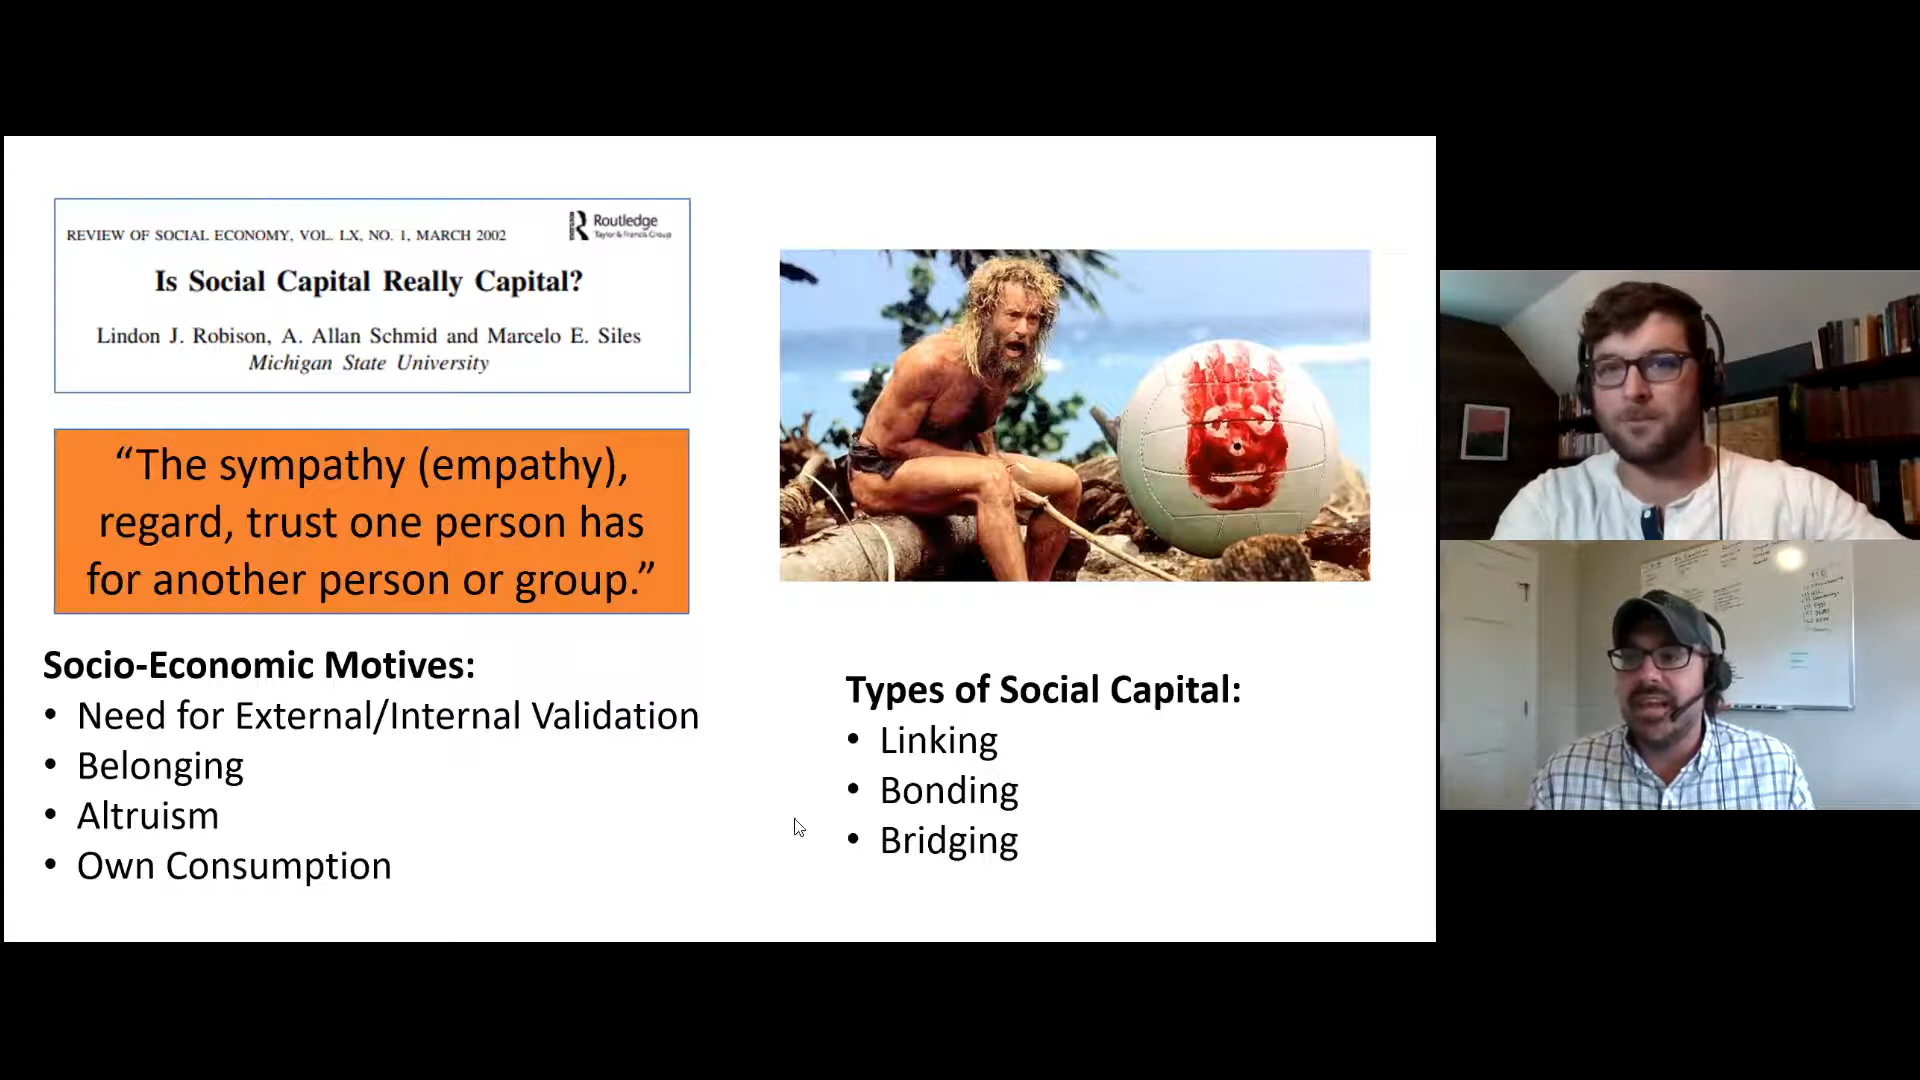 REVIEW OF SOCIAL ECONOMY, VOL. LX, NO. 1, MARCH 2002
Routledge
Taylor & Francis Group
Is Social Capital Really Capital?
Lindon J. Robison, A. Allan Schmid and Marcelo E. Siles
Michigan State University
“The sympathy (empathy),
regard, trust one person has
for another person or group.”
Socio-Economic Motives:
• Need for External/Internal Validation
• Belonging
• Altruism
• Own Consumption
Types of Social Capital:
• Linking
• Bonding
• Bridging